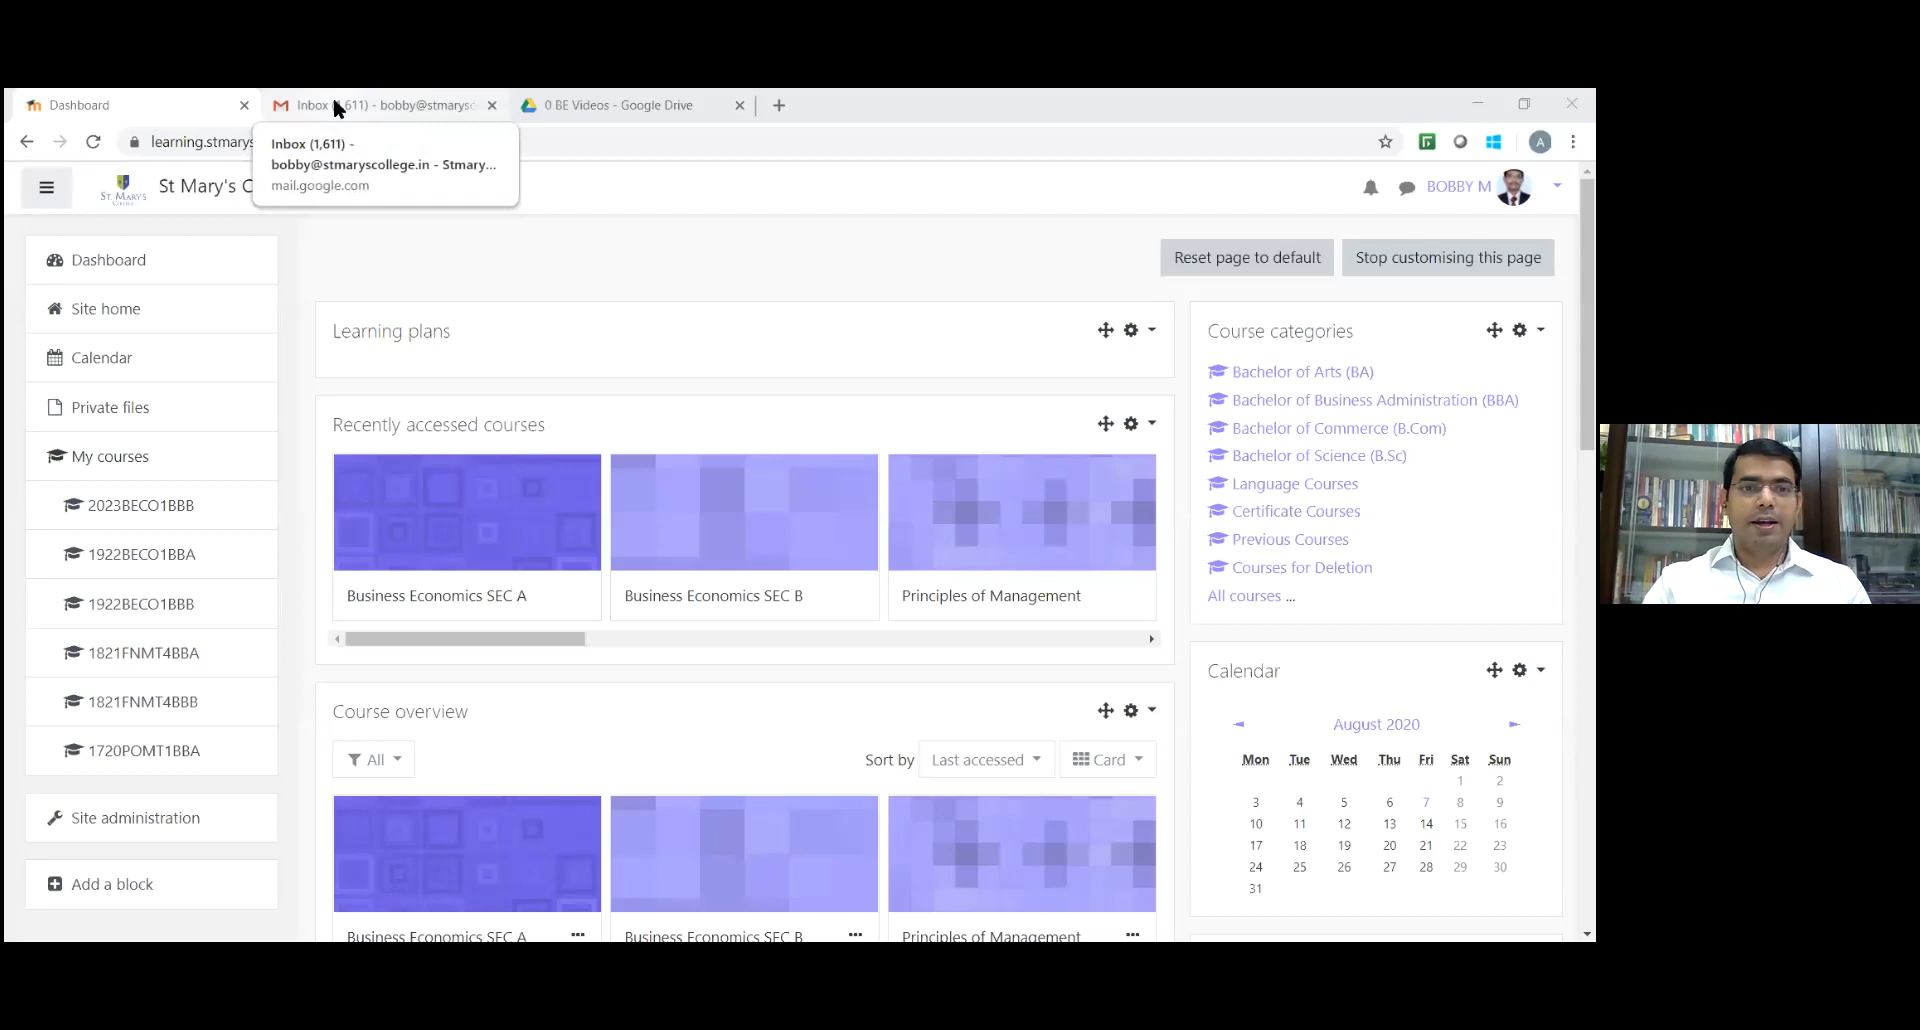 Dashboard
Inbox (1,611) - bobby@stmarysc
0 BE Videos - Google Drive
learning.stmarys
A
Inbox (1,611) -
bobby@stmaryscollege.in - Stmary...
mail.google.com
ST. MARY'S
St Mary's C
BOBBY M
Reset page to default
Stop customising this page
Dashboard
Site home
Calendar
Private files
My courses
2023BECO1BBB
1922BECO1BBA
1922BECO1BBB
1821FNMT4BBA
1821FNMT4BBB
1720POMT1BBA
Site administration
Add a block
Learning plans
Recently accessed courses
Business Economics SEC A
Business Economics SEC B
Principles of Management
Course overview
All
Sort by
Last accessed
Card
Business Economics SEC A
Business Economics SEC B
Principles of Management
Course categories
Bachelor of Arts (BA)
Bachelor of Business Administration (BBA)
Bachelor of Commerce (B.Com)
Bachelor of Science (B.Sc)
Language Courses
Certificate Courses
Previous Courses
Courses for Deletion
All courses ...
Calendar
August 2020
Mon Tue Wed Thu Fri Sat Sun
1 2
3 4 5 6 7 8 9
10 11 12 13 14 15 16
17 18 19 20 21 22 23
24 25 26 27 28 29 30
31